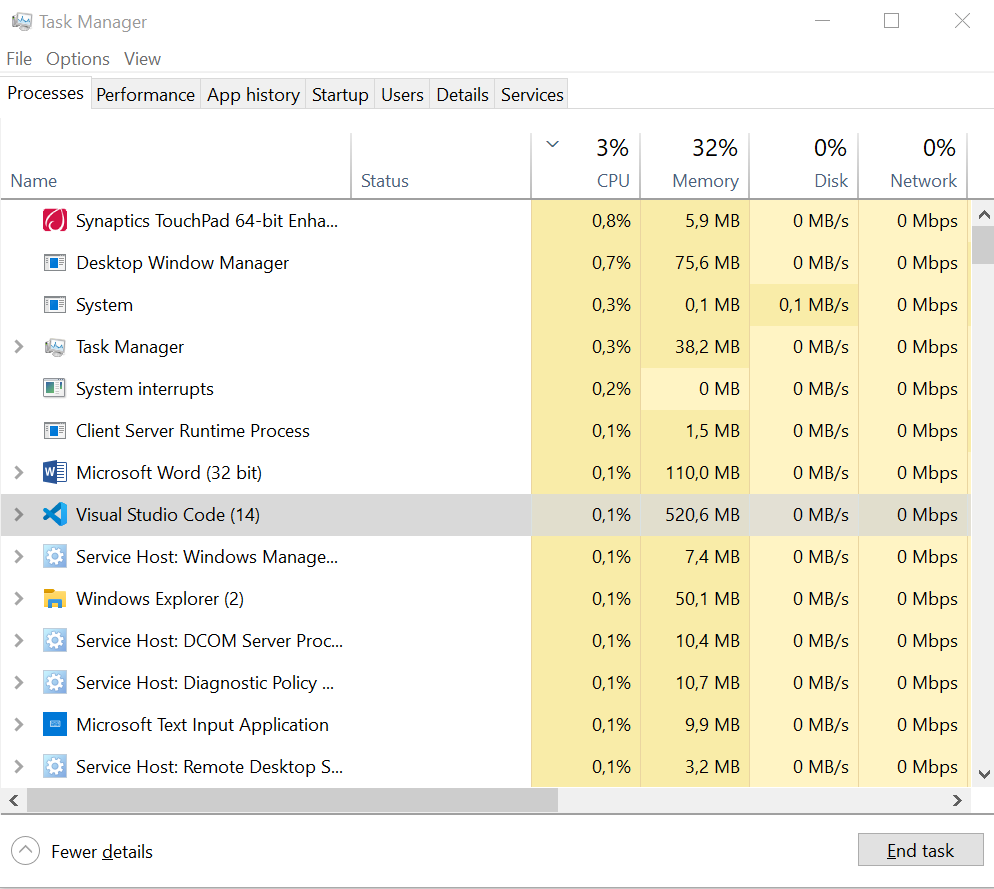 Task Manager
File Options View
Processes Performance App history Startup Users Details Services
3% 32% 0% 0%
Name Status CPU Memory Disk Network
Synaptics TouchPad 64-bit Enha... 0,8% 5,9 MB 0 MB/s 0 Mbps
Desktop Window Manager 0,7% 75,6 MB 0 MB/s 0 Mbps
System 0,3% 0,1 MB 0,1 MB/s 0 Mbps
Task Manager 0,3% 38,2 MB 0 MB/s 0 Mbps
System interrupts 0,2% 0 MB 0 MB/s 0 Mbps
Client Server Runtime Process 0,1% 1,5 MB 0 MB/s 0 Mbps
Microsoft Word (32 bit) 0,1% 110,0 MB 0 MB/s 0 Mbps
Visual Studio Code (14) 0,1% 520,6 MB 0 MB/s 0 Mbps
Service Host: Windows Manage... 0,1% 7,4 MB 0 MB/s 0 Mbps
Windows Explorer (2) 0,1% 50,1 MB 0 MB/s 0 Mbps
Service Host: DCOM Server Proc... 0,1% 10,4 MB 0 MB/s 0 Mbps
Service Host: Diagnostic Policy ... 0,1% 10,7 MB 0 MB/s 0 Mbps
Microsoft Text Input Application 0,1% 9,9 MB 0 MB/s 0 Mbps
Service Host: Remote Desktop S... 0,1% 3,2 MB 0 MB/s 0 Mbps
Fewer details End task